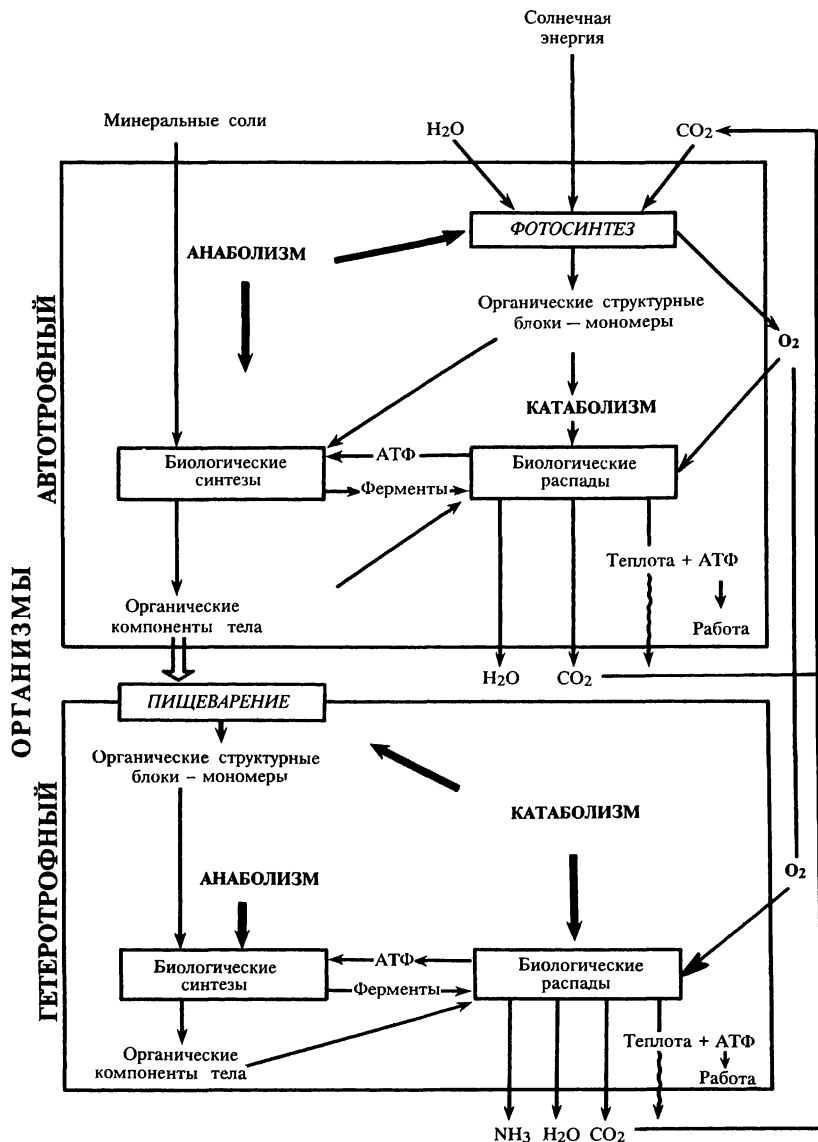 Солнечная
энергия
Минеральные соли
H2O
CO2
ФОТОСИНТЕЗ
АНАБОЛИЗМ
Органические структурные
блоки – мономеры
O2
КАТАБОЛИЗМ
Биологические
синтезы
АТФ
Ферменты
Биологические
распады
Теплота + АТФ
Работа
Органические
компоненты тела
H2O
CO2
АВТОТРОФНЫЙ
ОРГАНИЗМЫ
ГЕТЕРОТРОФНЫЙ
ПИЩЕВАРЕНИЕ
Органические структурные
блоки – мономеры
КАТАБОЛИЗМ
АНАБОЛИЗМ
O2
Биологические
синтезы
АТФ
Ферменты
Биологические
распады
Теплота + АТФ
Работа
Органические
компоненты тела
NH3
H2O
CO2